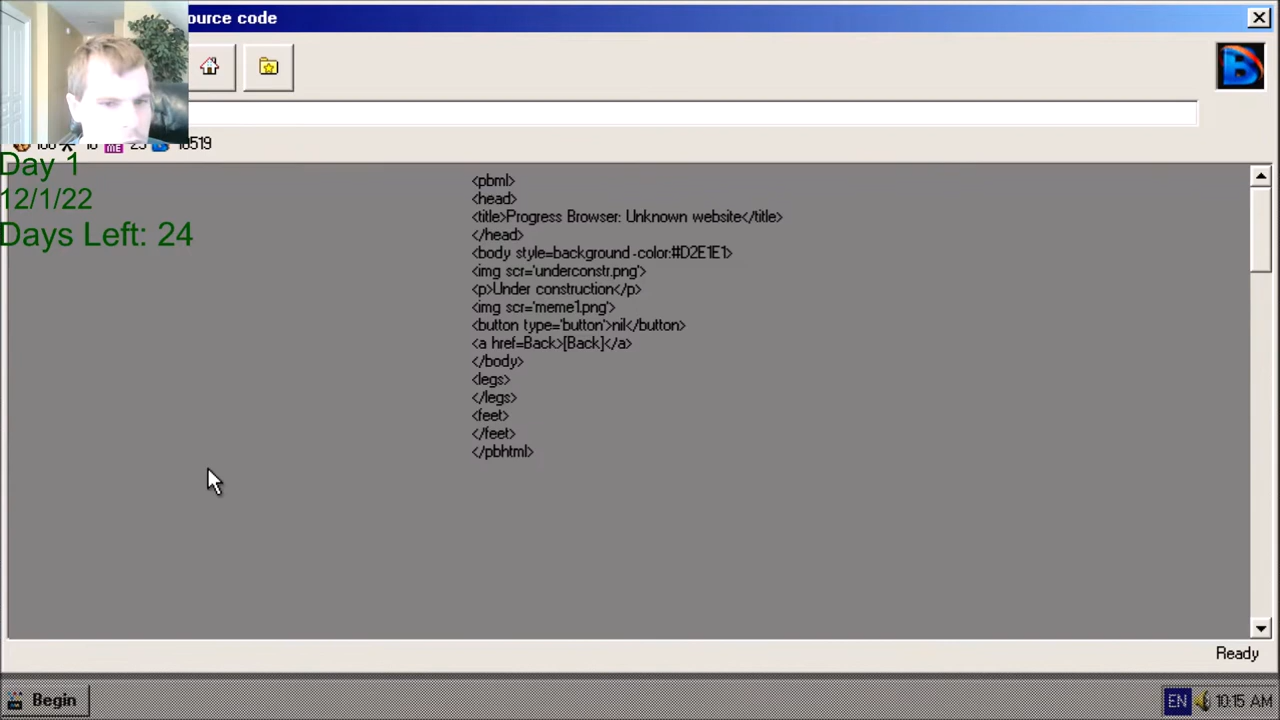 ource code
Day 1
12/1/22
Days Left: 24
<pbml>
<head>
<title>Progress Browser: Unknown website</title>
</head>
<body style=background-color:#D2E1E1>
<img scr='underconstr.png'>
<p>Under construction</p>
<img scr='meme1.png'>
<button type='button'>nil</button>
<a href=Back>[Back]</a>
</body>
<legs>
</legs>
<feet>
</feet>
</pbhtml>
Ready
Begin
EN 10:15 AM